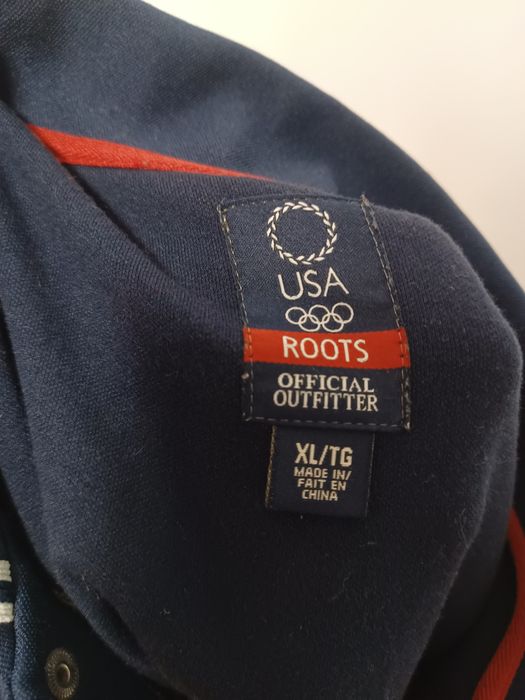 USA
ROOTS
OFFICIAL
OUTFITTER
XL/TG
MADE IN/
FAIT EN
CHINA